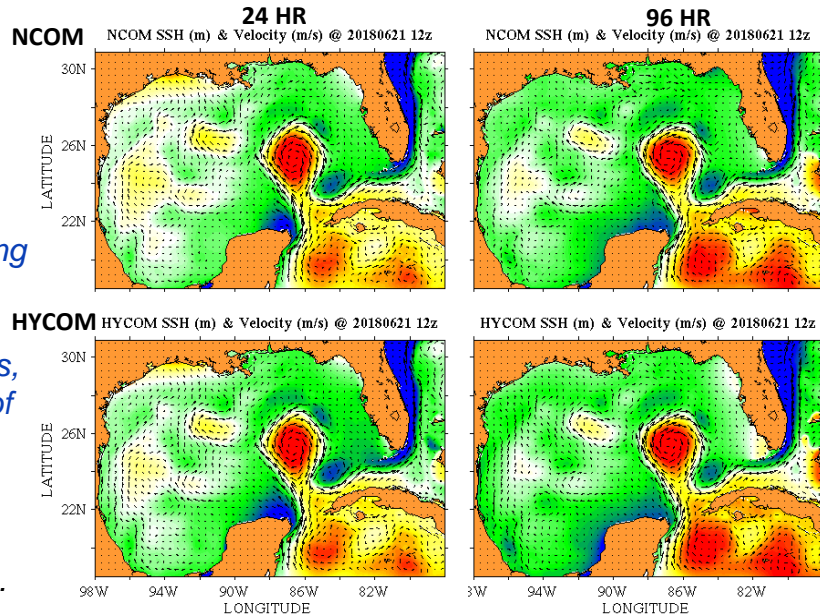 24 HR 96 HR
NCOM NCOM SSH (m) & Velocity (m/s) @ 20180621 12z NCOM SSH (m) & Velocity (m/s) @ 20180621 12z
30N
26N
LATITUDE
22N
ng
HYCOM HYCOM SSH (m) & Velocity (m/s) @ 20180621 12z HYCOM SSH (m) & Velocity (m/s) @ 20180621 12z
s,
30N
of
26N
LATITUDE
22N
.
98W 94W 90W 86W 82W 94W 90W 86W 82W
LONGITUDE LONGITUDE